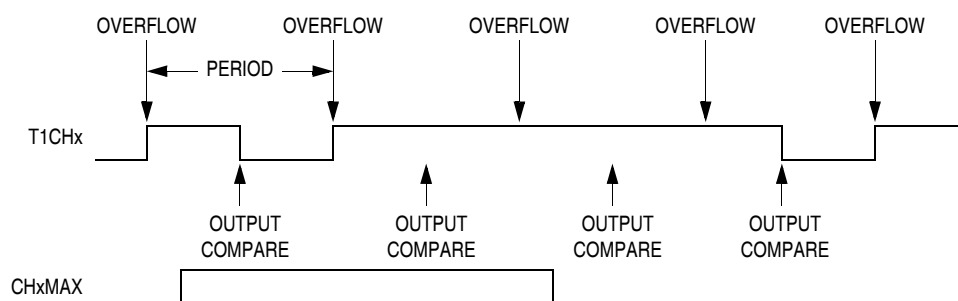 OVERFLOW OVERFLOW OVERFLOW OVERFLOW OVERFLOW
PERIOD
T1CHx
OUTPUT OUTPUT OUTPUT OUTPUT
COMPARE COMPARE COMPARE COMPARE
CHxMAX